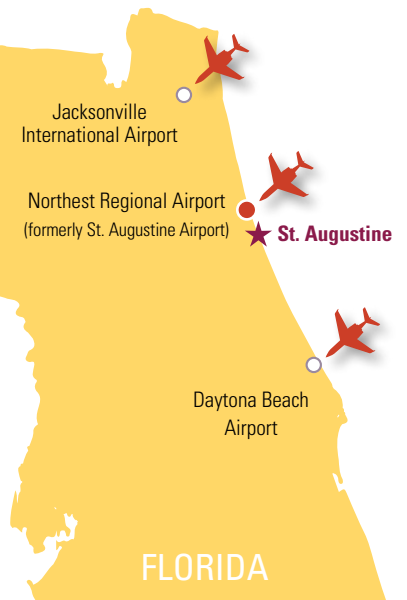 Jacksonville
International Airport
Northest Regional Airport
(formerly St. Augustine Airport)
St. Augustine
Daytona Beach
Airport
FLORIDA